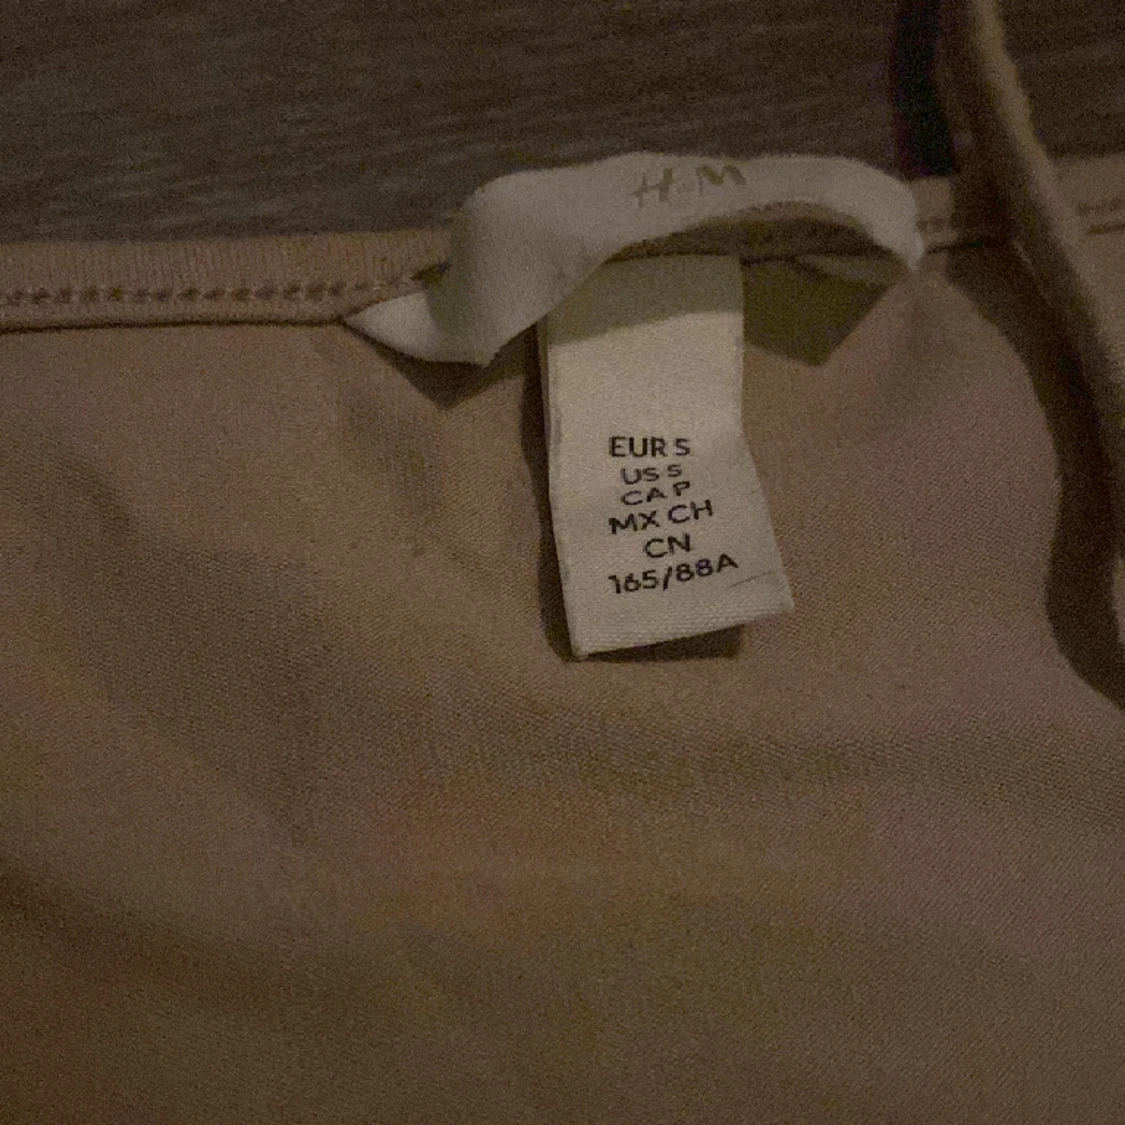 H&M
EUR S
US S
CA P
MX CH
CN
165/88A